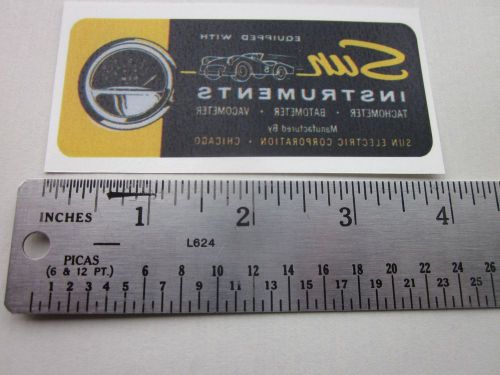 EQUIPPED WITH
Sun
INSTRUMENTS
TACHOMETER • BATOMETER • VACOMETER
Manufactured By
SUN ELECTRIC CORPORATION • CHICAGO
INCHES 1 2 3 4
L624
PICAS
(6 & 12 PT.)
6 8 10 12 14 16 18 20 22 24 26
1 2 3 4 5 7 9 11 13 15 17 19 21 23 25